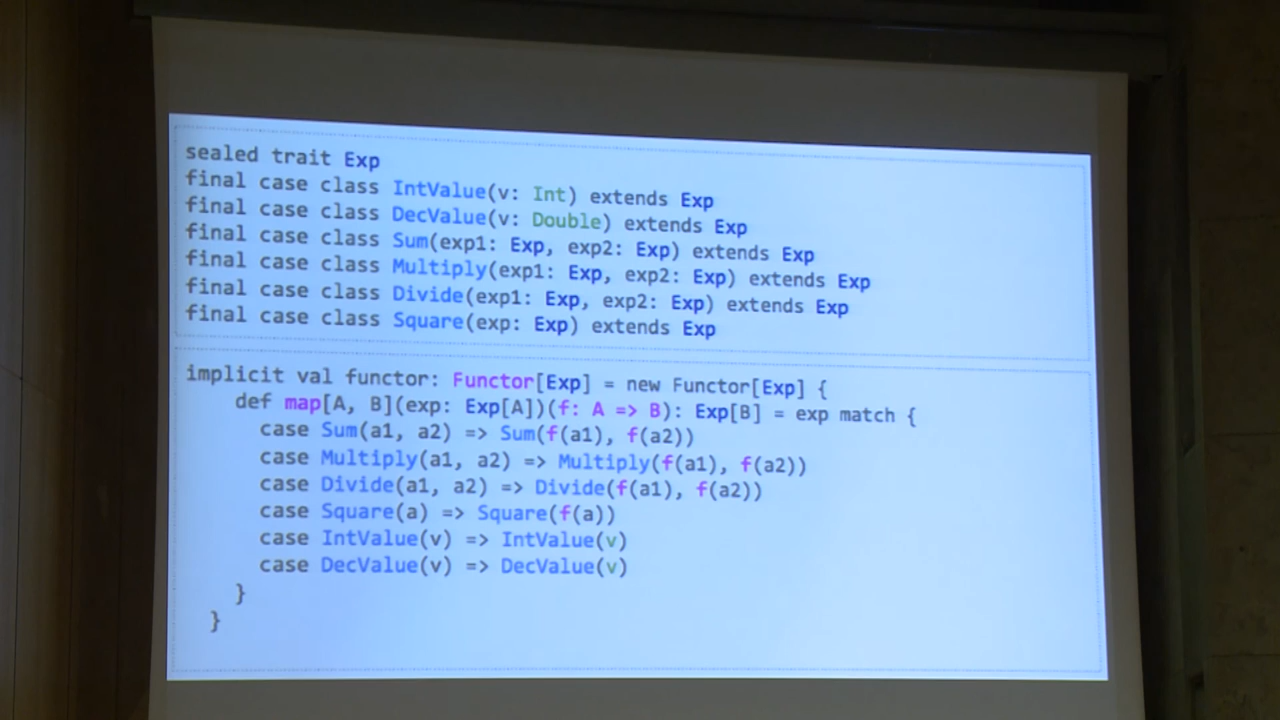 sealed trait Exp
final case class IntValue(v: Int) extends Exp
final case class DecValue(v: Double) extends Exp
final case class Sum(exp1: Exp, exp2: Exp) extends Exp
final case class Multiply(exp1: Exp, exp2: Exp) extends Exp
final case class Divide(exp1: Exp, exp2: Exp) extends Exp
final case class Square(exp: Exp) extends Exp
implicit val functor: Functor[Exp] = new Functor[Exp] {
def map[A, B](exp: Exp[A])(f: A => B): Exp[B] = exp match {
case Sum(a1, a2) => Sum(f(a1), f(a2))
case Multiply(a1, a2) => Multiply(f(a1), f(a2))
case Divide(a1, a2) => Divide(f(a1), f(a2))
case Square(a) => Square(f(a))
case IntValue(v) => IntValue(v)
case DecValue(v) => DecValue(v)
}
}